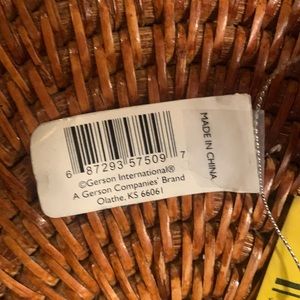 6 87293 57509 7
©Gerson International®
A Gerson Companies' Brand
Olathe, KS 66061
MADE IN CHINA